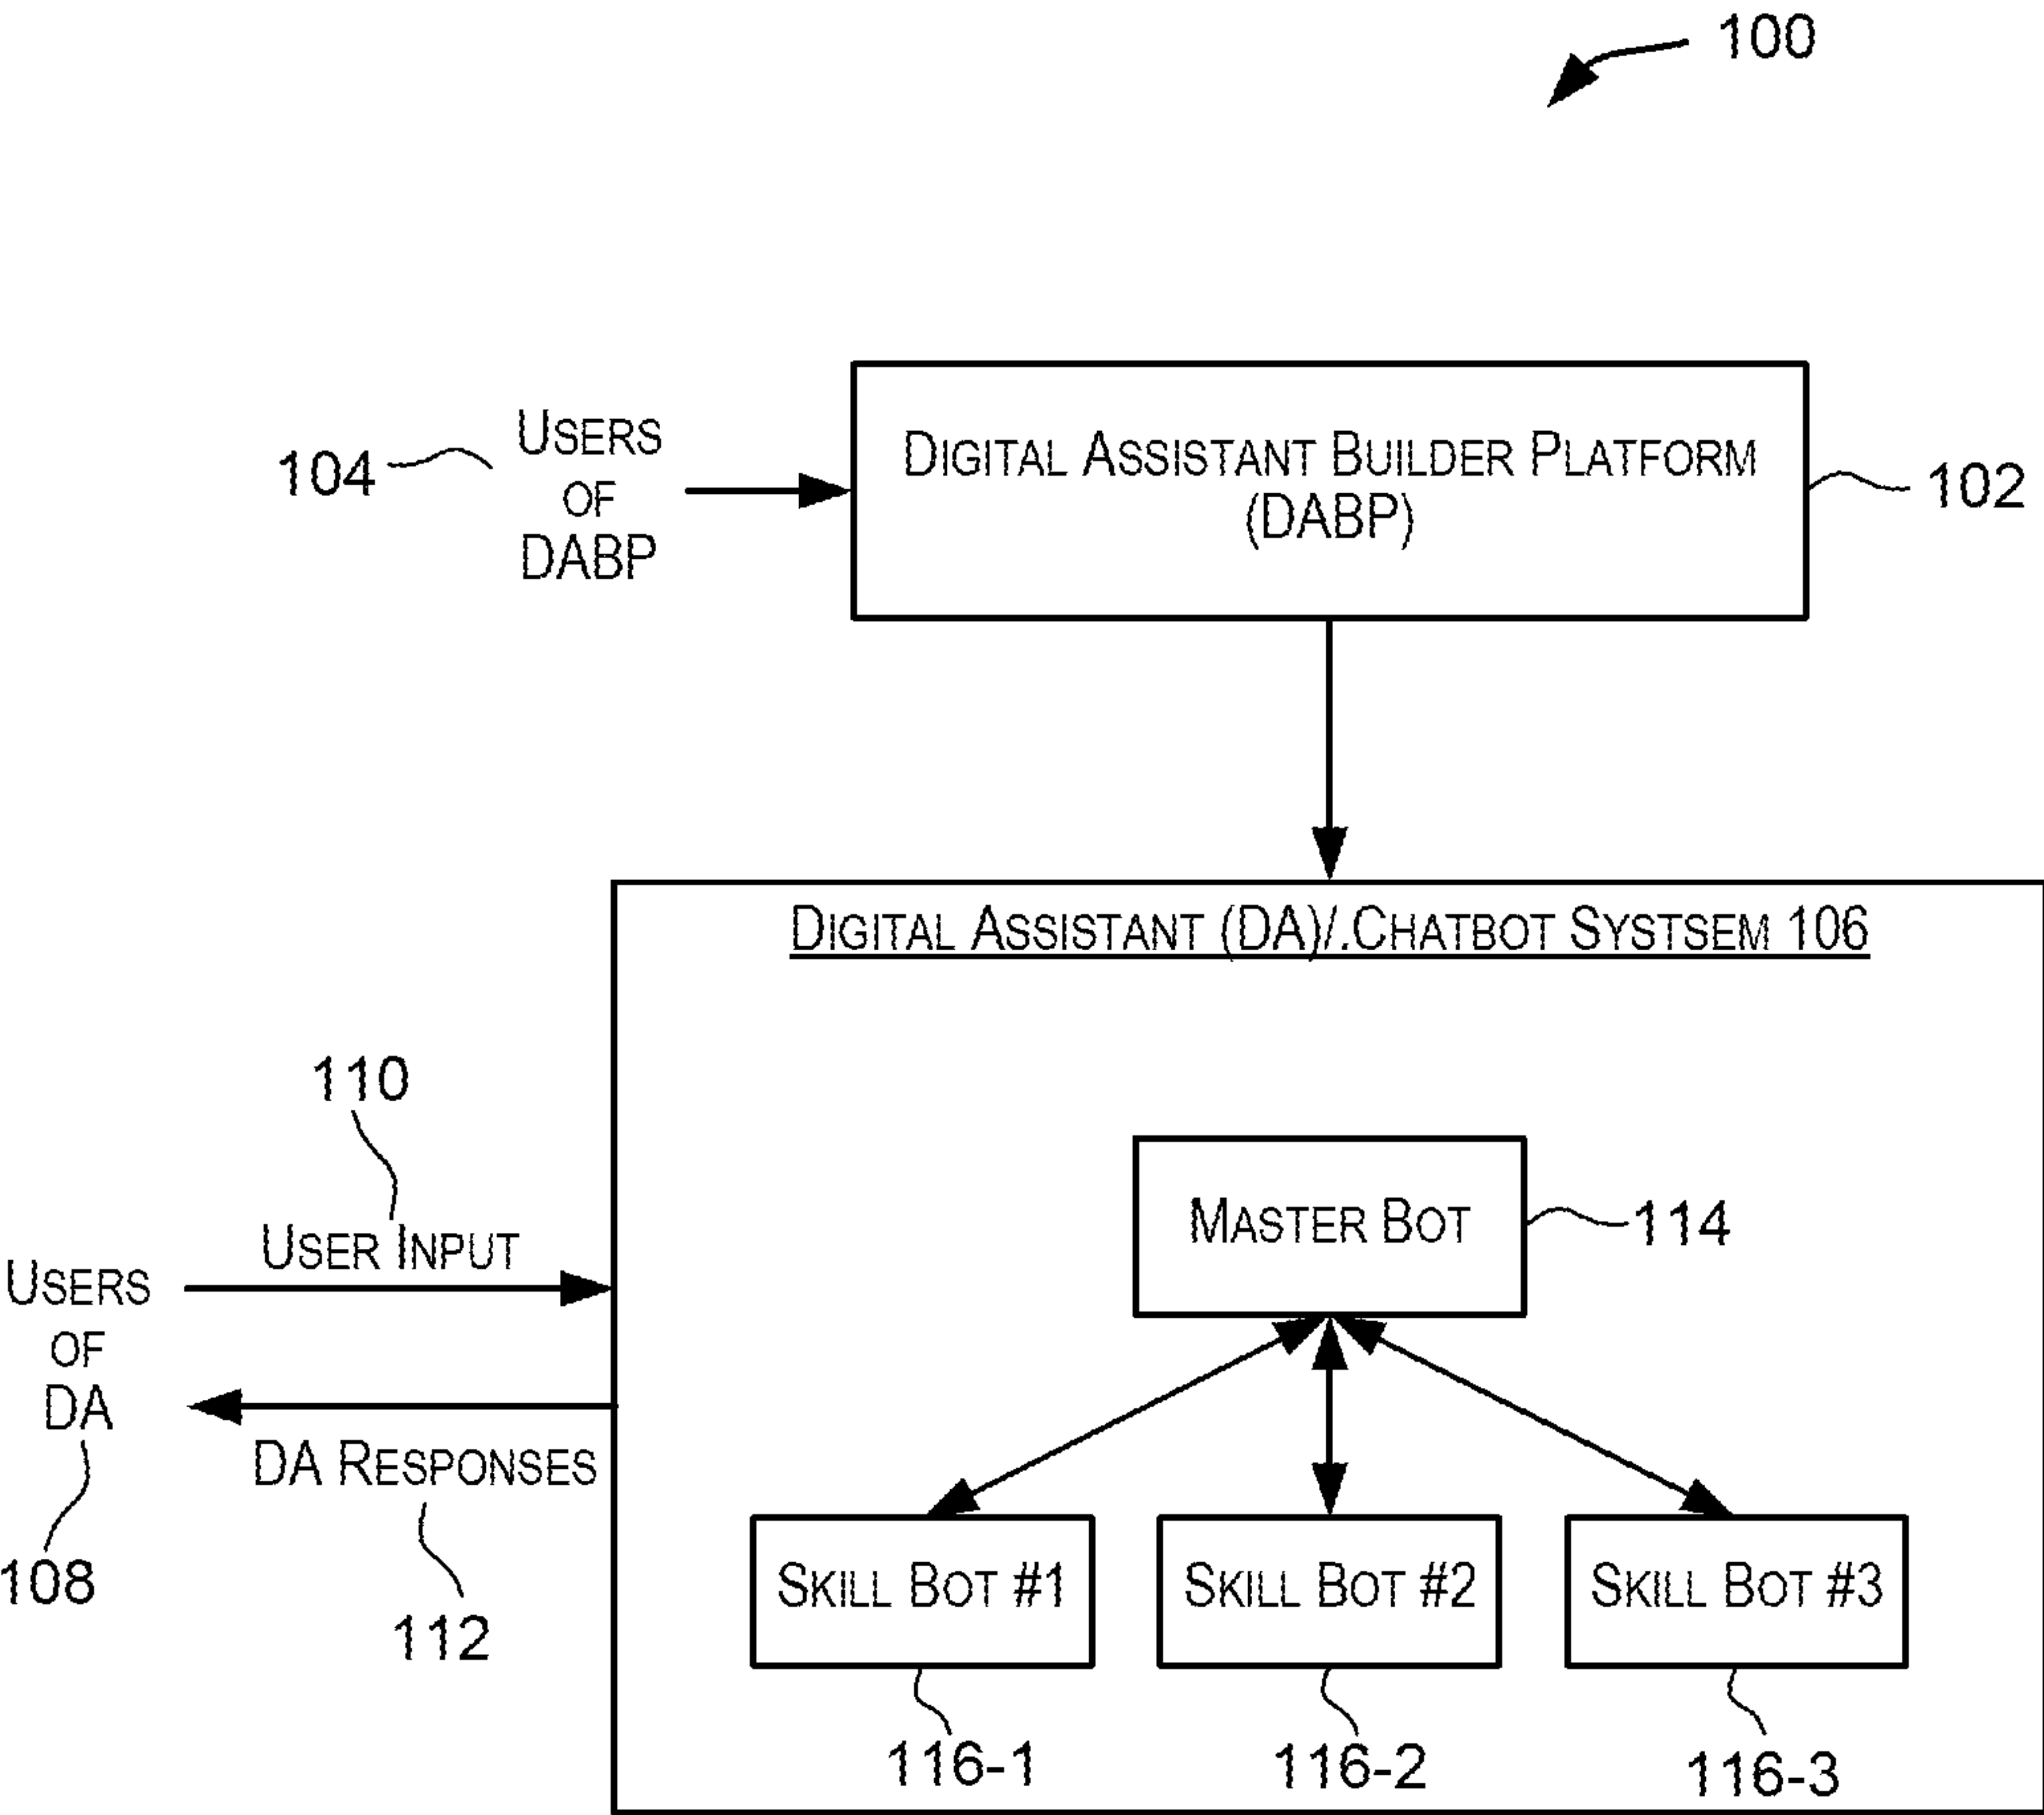 100
USERS
OF
DABP
104
DIGITAL ASSISTANT BUILDER PLATFORM
(DABP)
102
DIGITAL ASSISTANT (DA)/.CHATBOT SYSTSEM 106
110
USER INPUT
USERS
OF
DA
108
DA RESPONSES
112
MASTER BOT
114
SKILL BOT #1
SKILL BOT #2
SKILL BOT #3
116-1
116-2
116-3